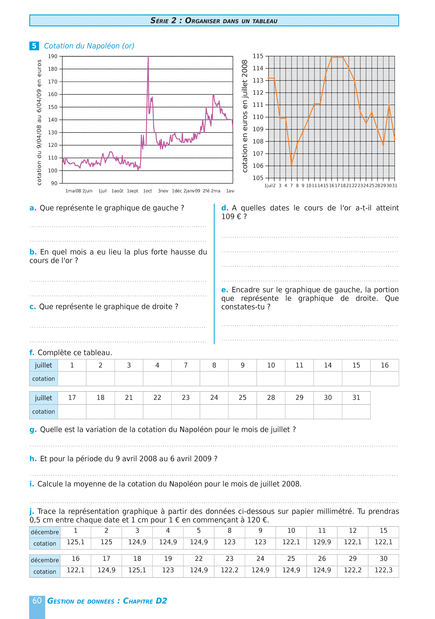 SÉRIE 2 : ORGANISER DANS UN TABLEAU
5 Cotation du Napoléon (or)
cotation du 9/04/08 au 6/04/09 en euros
190
180
170
160
150
140
130
120
110
100
90
1mai08 2jun 1juil 1août 1sept 1oct 3nov 1déc 2janv09 2fé 2ma 1avr
cotation en euros en juillet 2008
115
114
113
112
111
110
109
108
107
106
105
1juil2 3 4 7 8 9 10 11 14 15 16 17 18 21 22 23 24 25 28 29 30 31
a. Que représente le graphique de gauche ?
b. En quel mois a eu lieu la plus forte hausse du
cours de l'or ?
c. Que représente le graphique de droite ?
d. A quelles dates le cours de l'or a-t-il atteint
109 € ?
e. Encadre sur le graphique de gauche, la portion
que représente le graphique de droite. Que
constates-tu ?
f. Complète ce tableau.
juillet 1 2 3 4 7 8 9 10 11 14 15 16
cotation
juillet 17 18 21 22 23 24 25 28 29 30 31
cotation
g. Quelle est la variation de la cotation du Napoléon pour le mois de juillet ?
h. Et pour la période du 9 avril 2008 au 6 avril 2009 ?
i. Calcule la moyenne de la cotation du Napoléon pour le mois de juillet 2008.
j. Trace la représentation graphique à partir des données ci-dessous sur papier millimétré. Tu prendras
0,5 cm entre chaque date et 1 cm pour 1 € en commençant à 120 €.
décembre 1 2 3 4 5 8 9 10 11 12 15
cotation 125,1 125 124,9 124,9 124,9 123 123 122,1 129,9 122,1 122,1
décembre 16 17 18 19 22 23 24 25 26 29 30
cotation 122,1 124,9 125,1 123 124,9 122,2 124,9 124,9 124,9 122,2 122,3
60 GESTION DE DONNÉES : CHAPITRE D2